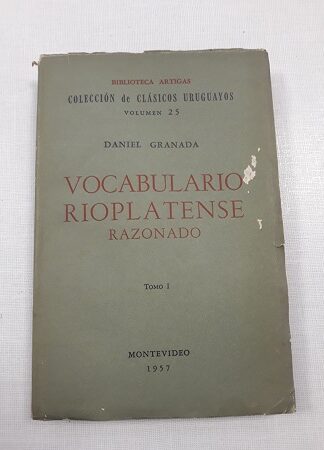 BIBLIOTECA ARTIGAS
COLECCIÓN de CLÁSICOS URUGUAYOS
VOLUMEN 25
DANIEL GRANADA
VOCABULARIO
RIOPLATENSE
RAZONADO
TOMO I
MONTEVIDEO
1957